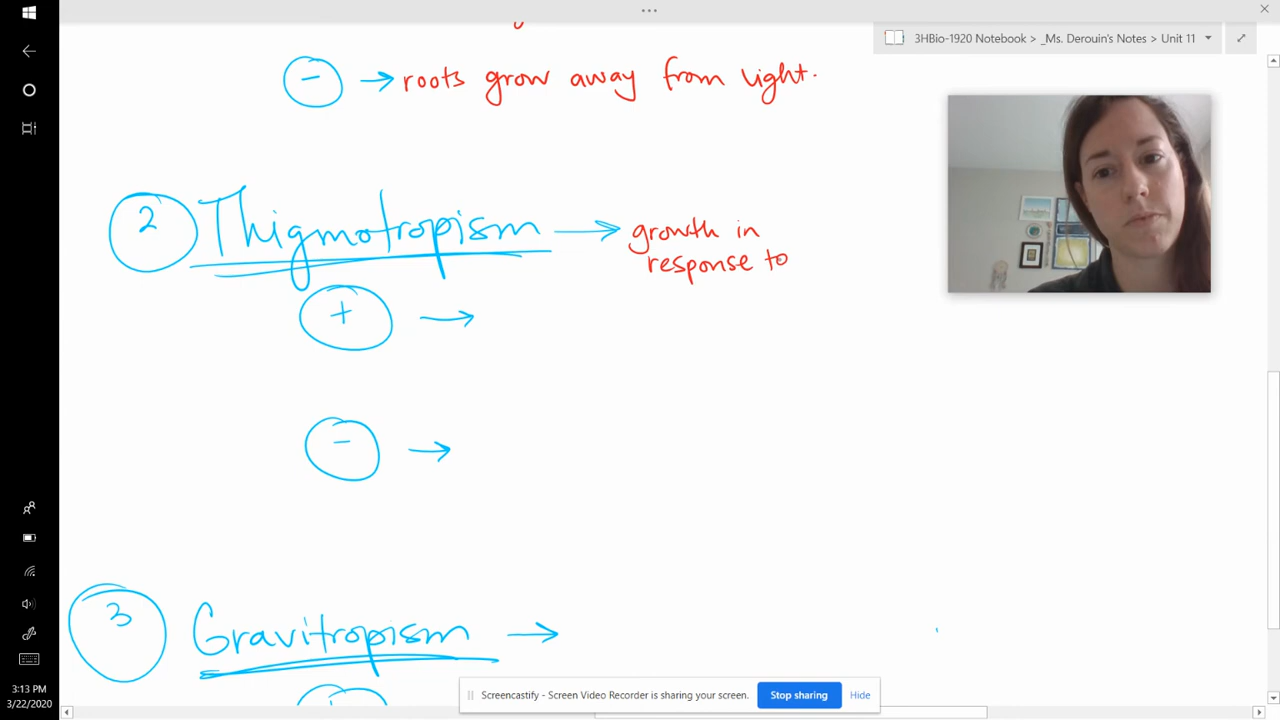 3HBio-1920 Notebook > _Ms. Derouin's Notes > Unit 11
- → roots grow away from light.
2 Thigmotropism → growth in
response to
+ →
- →
3 Gravitropism →
Screencastify - Screen Video Recorder is sharing your screen. Stop sharing Hide
3:13 PM
3/22/2020